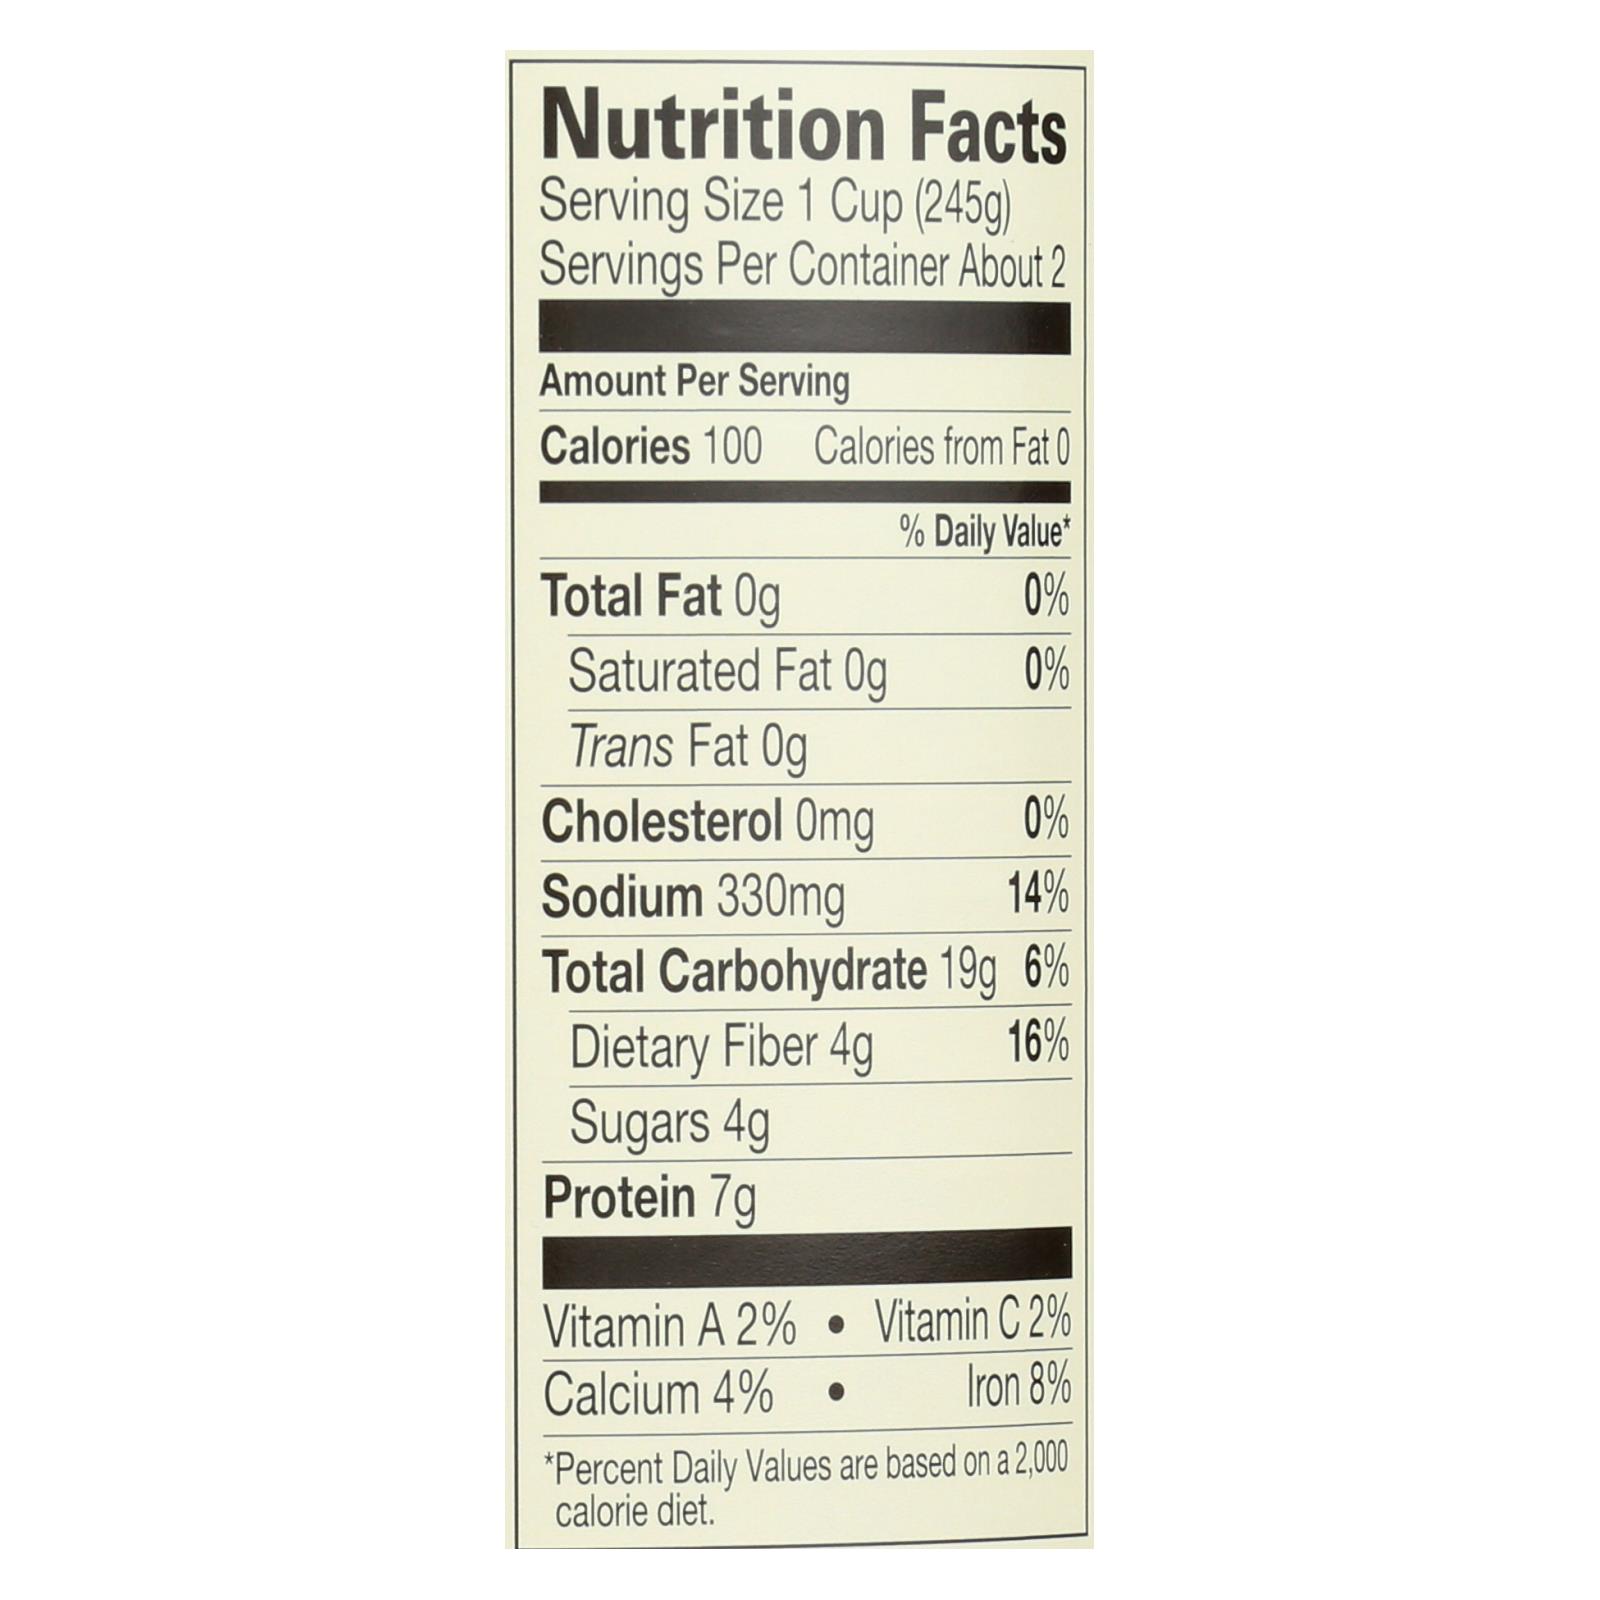 Nutrition Facts
Serving Size 1 Cup (245g)
Servings Per Container About 2
Amount Per Serving
Calories 100 Calories from Fat 0
% Daily Value*
Total Fat 0g 0%
Saturated Fat 0g 0%
Trans Fat 0g
Cholesterol 0mg 0%
Sodium 330mg 14%
Total Carbohydrate 19g 6%
Dietary Fiber 4g 16%
Sugars 4g
Protein 7g
Vitamin A 2% • Vitamin C 2%
Calcium 4% • Iron 8%
*Percent Daily Values are based on a 2,000
calorie diet.